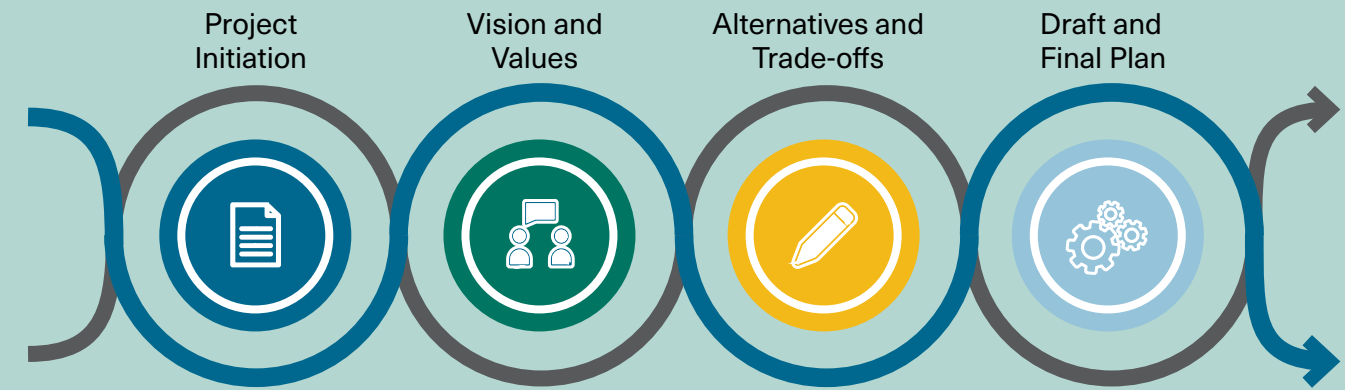 Project
Initiation
Vision and
Values
Alternatives and
Trade-offs
Draft and
Final Plan